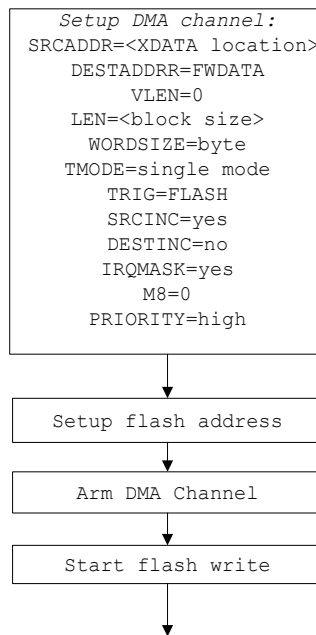 Setup DMA channel:
SRCADDR=<XDATA location>
DESTADDRR=FWDATA
VLEN=0
LEN=<block size>
WORDSIZE=byte
TMODE=single mode
TRIG=FLASH
SRCINC=yes
DESTINC=no
IRQMASK=yes
M8=0
PRIORITY=high
Setup flash address
Arm DMA Channel
Start flash write